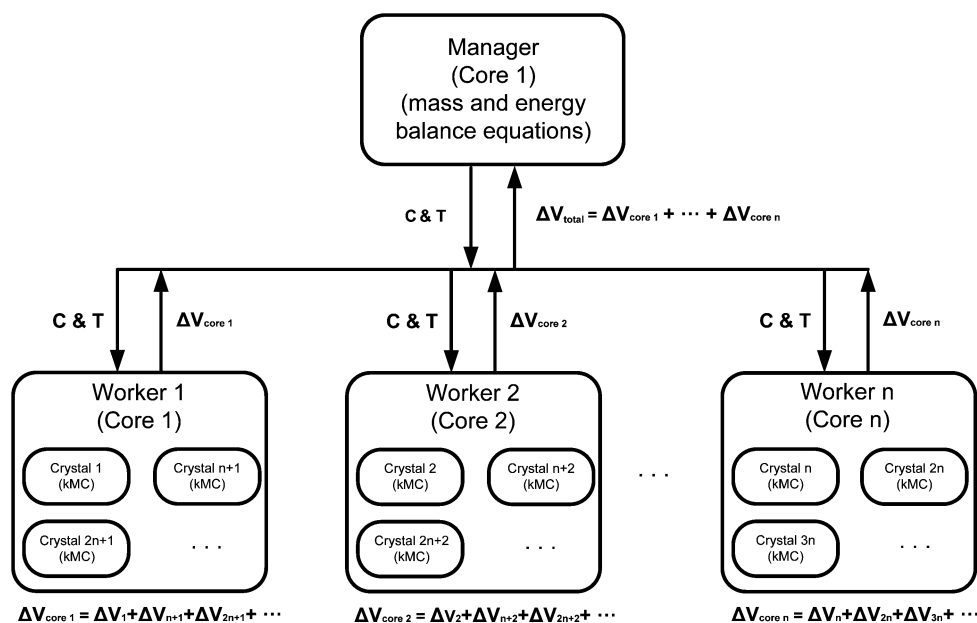 Manager
(Core 1)
(mass and energy
balance equations)
C & T
ΔVtotal = ΔVcore 1 + ··· + ΔVcore n
C & T
ΔVcore 1
C & T
ΔVcore 2
C & T
ΔVcore n
Worker 1
(Core 1)
Crystal 1
(kMC)
Crystal n+1
(kMC)
Crystal 2n+1
(kMC)
. . .
Worker 2
(Core 2)
Crystal 2
(kMC)
Crystal n+2
(kMC)
Crystal 2n+2
(kMC)
. . .
. . .
Worker n
(Core n)
Crystal n
(kMC)
Crystal 2n
(kMC)
Crystal 3n
(kMC)
. . .
ΔVcore 1 = ΔV1+ΔVn+1+ΔV2n+1+ ···
ΔVcore 2 = ΔV2+ΔVn+2+ΔV2n+2+ ···
ΔVcore n = ΔVn+ΔV2n+ΔV3n+ ···